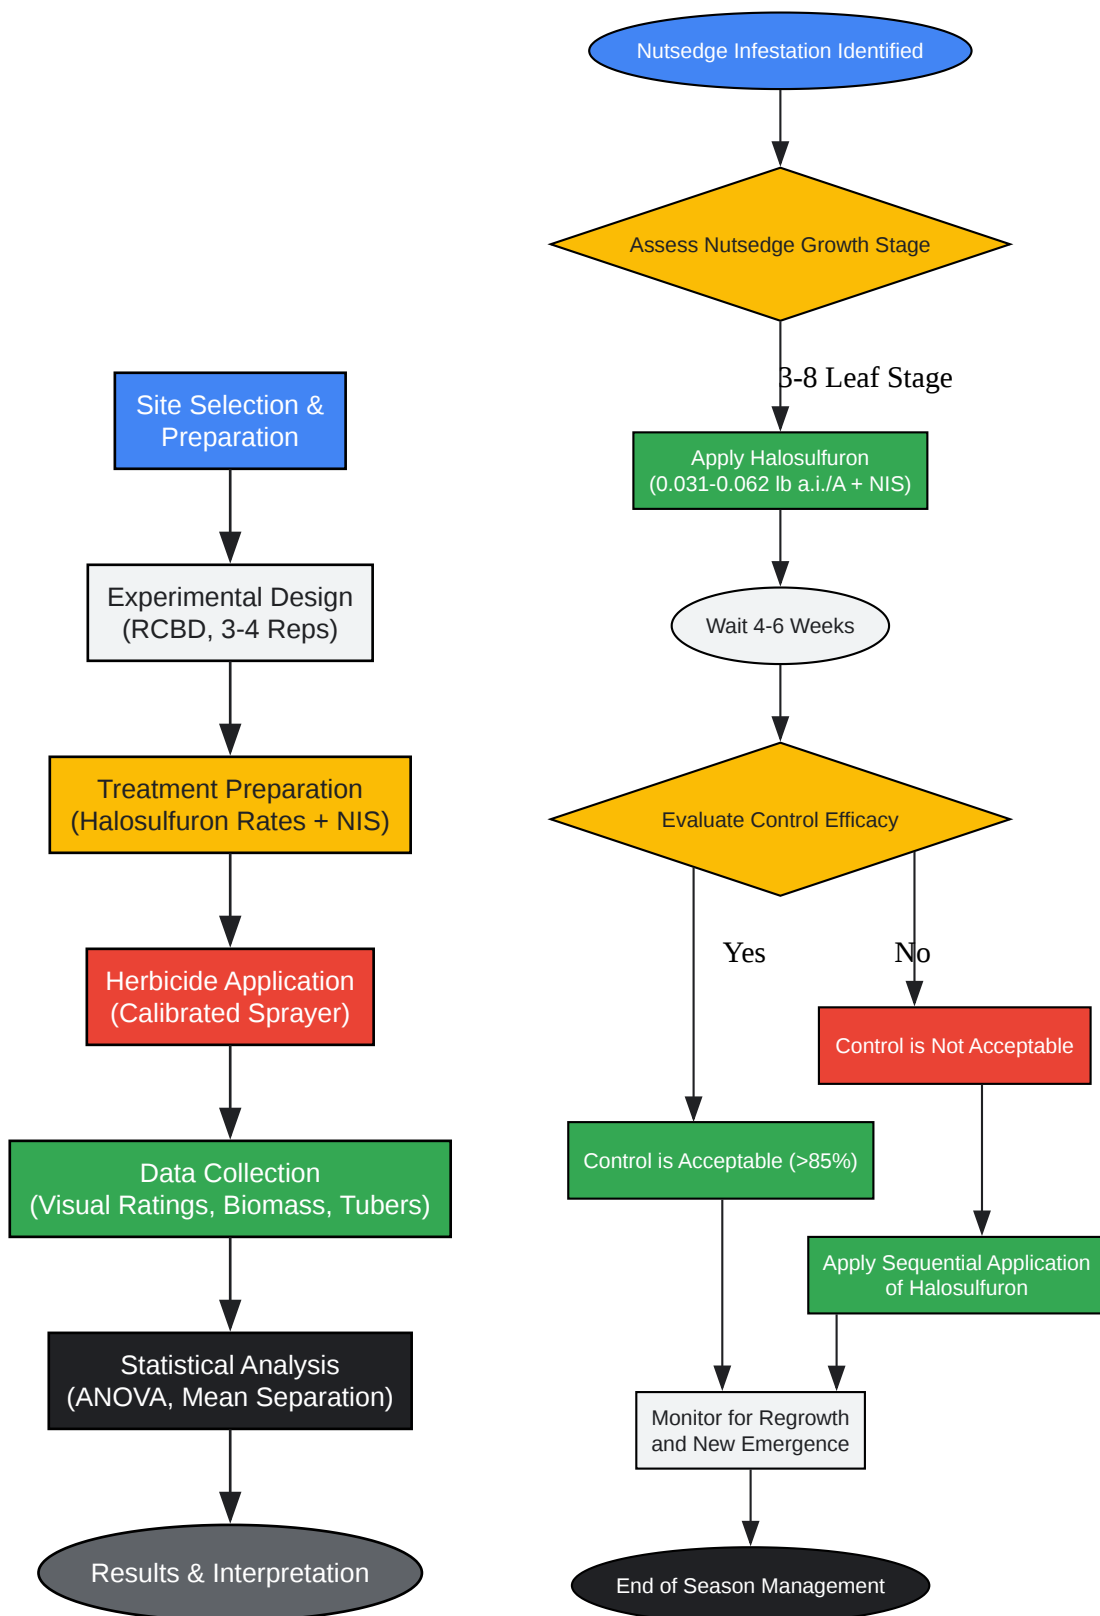 Site Selection &
Preparation
Experimental Design
(RCBD, 3-4 Reps)
Treatment Preparation
(Halosulfuron Rates + NIS)
Herbicide Application
(Calibrated Sprayer)
Data Collection
(Visual Ratings, Biomass, Tubers)
Statistical Analysis
(ANOVA, Mean Separation)
Results & Interpretation
Nutsedge Infestation Identified
Assess Nutsedge Growth Stage
3-8 Leaf Stage
Apply Halosulfuron
(0.031-0.062 lb a.i./A + NIS)
Wait 4-6 Weeks
Evaluate Control Efficacy
Yes
No
Control is Not Acceptable
Control is Acceptable (>85%)
Apply Sequential Application
of Halosulfuron
Monitor for Regrowth
and New Emergence
End of Season Management